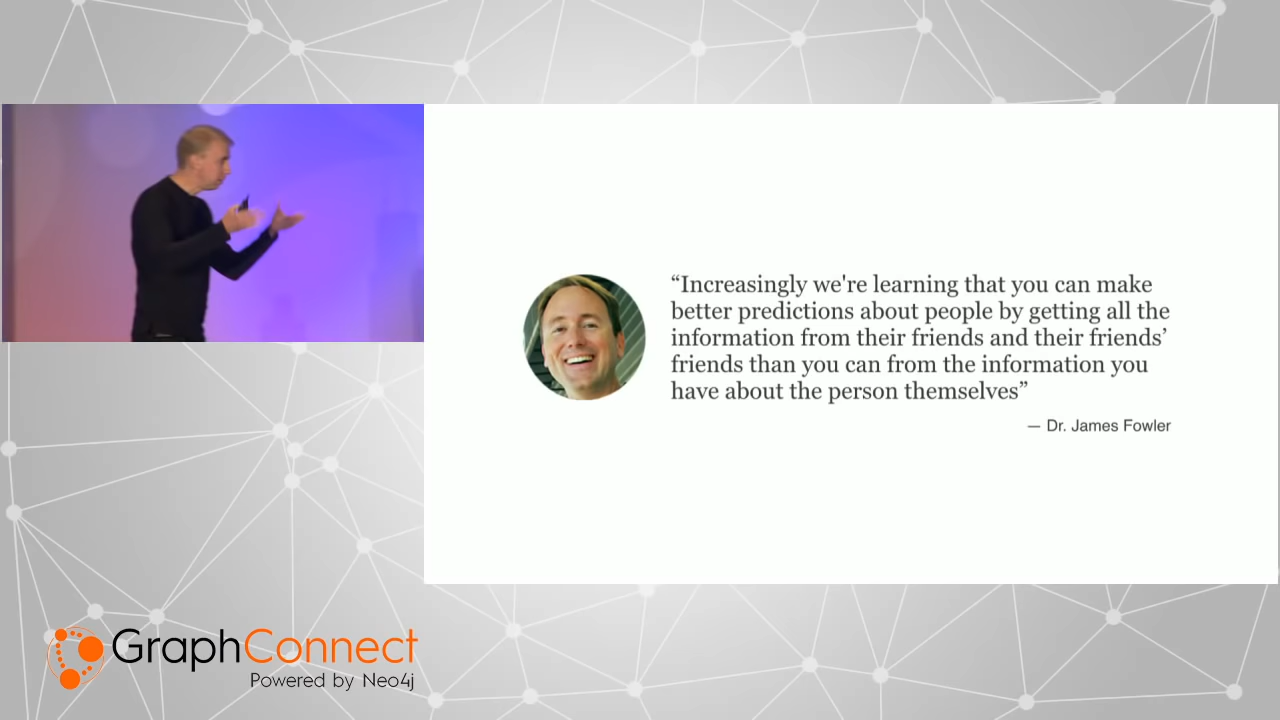 “Increasingly we're learning that you can make
better predictions about people by getting all the
information from their friends and their friends’
friends than you can from the information you
have about the person themselves”
— Dr. James Fowler
GraphConnect
Powered by Neo4j